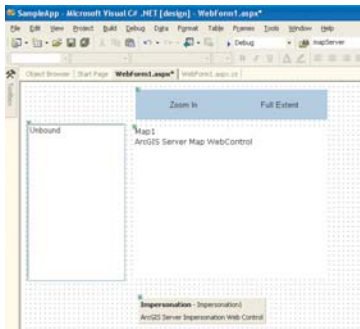 SampleApp - Microsoft Visual C# .NET [design] - WebForm1.aspx*
File Edit View Project Build Debug Data Format Table Frames Tools Window Help
Debug mapServer
B I U A
Object Browser | Start Page WebForm1.aspx* | WebForm1.aspx.cs |
Toolbox
Zoom In Full Extent
Unbound
Map1
ArcGIS Server Map WebControl
Impersonation - Impersonation1
ArcGIS Server Impersonation Web Control